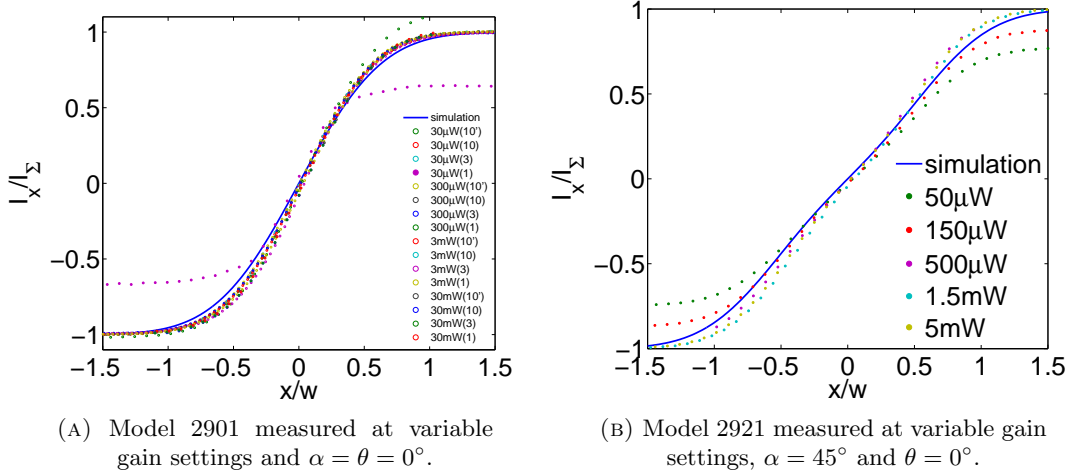 1
0.5
0
−0.5
−1
I_x/I_Σ
−1.5 −1 −0.5 0 0.5 1 1.5
x/w
simulation
30μW(10')
30μW(10)
30μW(3)
30μW(1)
300μW(10')
300μW(10)
300μW(3)
300μW(1)
3mW(10')
3mW(10)
3mW(3)
3mW(1)
30mW(10')
30mW(10)
30mW(3)
30mW(1)
(A) Model 2901 measured at variable
gain settings and α = θ = 0°.
1
0.5
0
−0.5
−1
I_x/I_Σ
−1.5 −1 −0.5 0 0.5 1 1.5
x/w
simulation
50μW
150μW
500μW
1.5mW
5mW
(B) Model 2921 measured at variable gain
settings, α = 45° and θ = 0°.